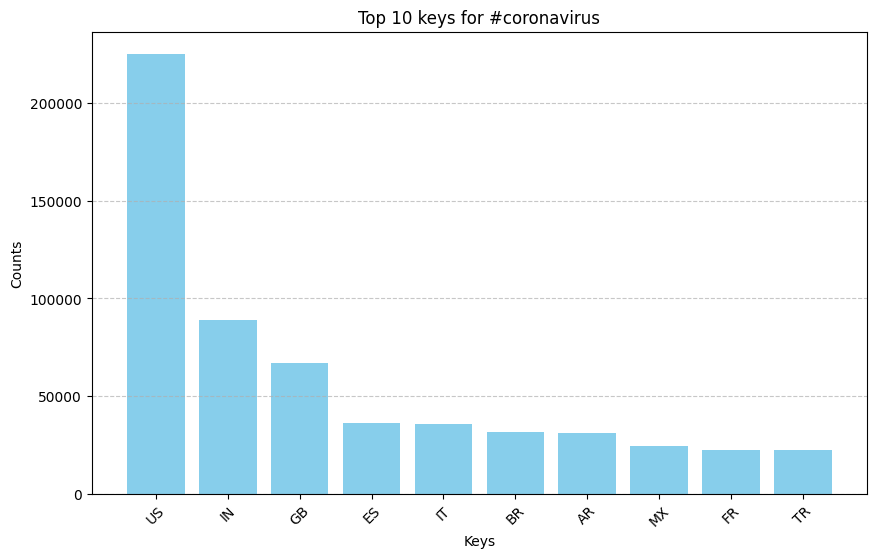 Top 10 keys for #coronavirus
Counts
200000
150000
100000
50000
0
US IN GB ES IT BR AR MX FR TR
Keys